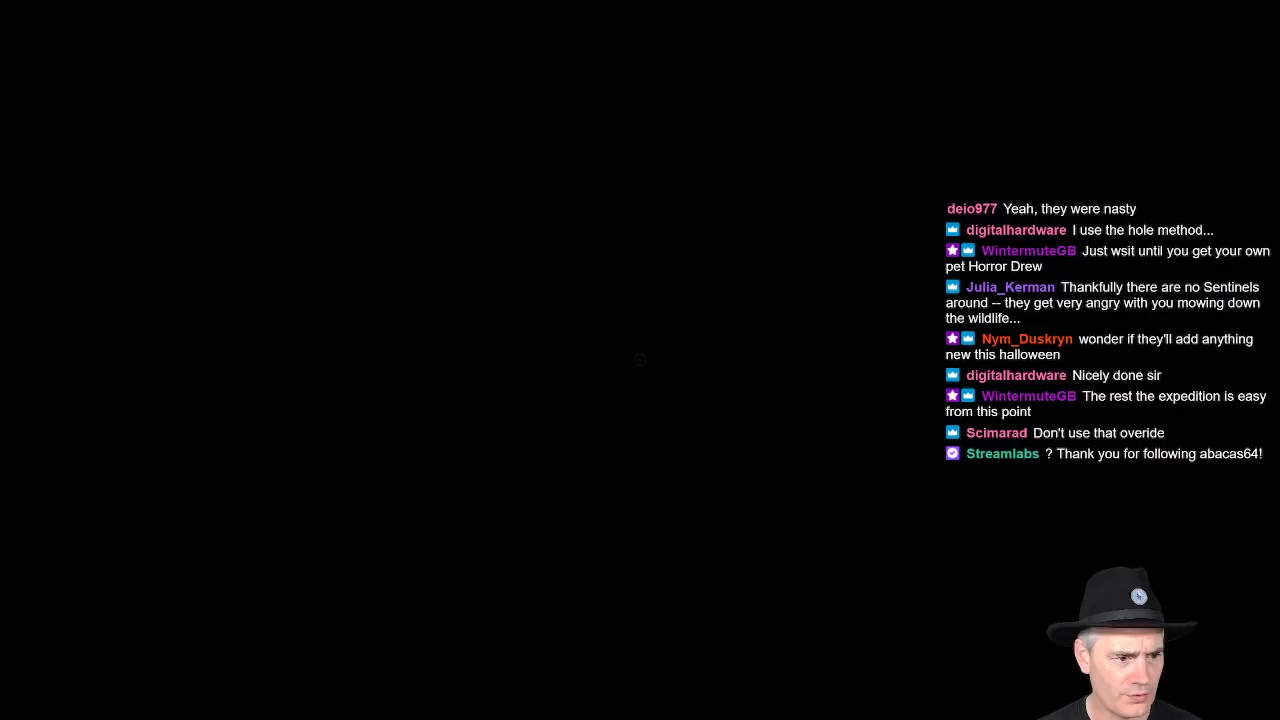 deio977 Yeah, they were nasty
digitalhardware I use the hole method...
WintermuteGB Just wsit until you get your own
pet Horror Drew
Julia_Kerman Thankfully there are no Sentinels
around -- they get very angry with you mowing down
the wildlife...
Nym_Duskryn wonder if they'll add anything
new this halloween
digitalhardware Nicely done sir
WintermuteGB The rest the expedition is easy
from this point
Scimarad Don't use that overide
Streamlabs ? Thank you for following abacas64!